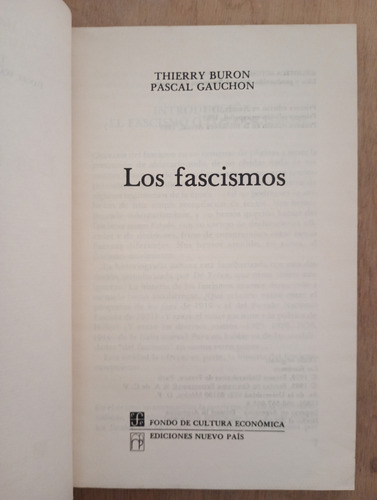 THIERRY BURON
PASCAL GAUCHON
Los fascismos
FONDO DE CULTURA ECONÓMICA
EDICIONES NUEVO PAÍS